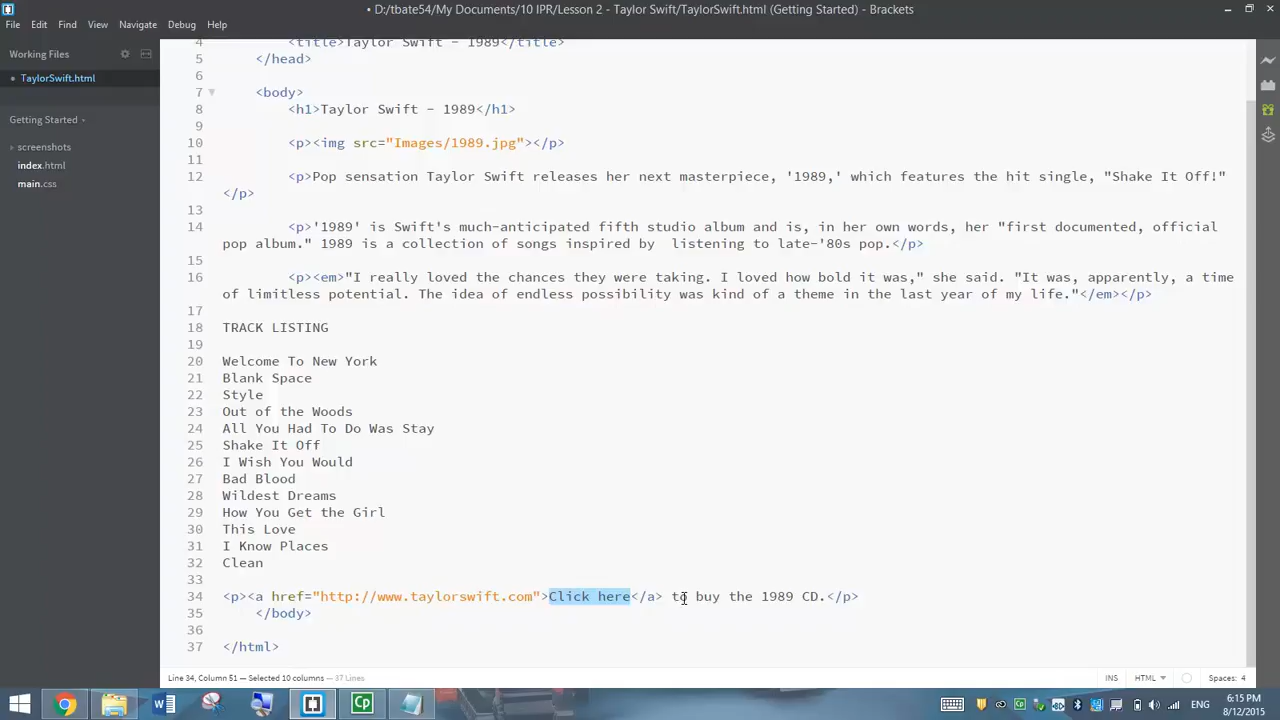 • D:/tbate54/My Documents/10 IPR/Lesson 2 - Taylor Swift/TaylorSwift.html (Getting Started) - Brackets
File Edit View Navigate Debug Help
Working Files
TaylorSwift.html
Getting Started
screenshots
index.html
main.css
4 <title>Taylor Swift - 1989</title>
5 </head>
6
7 <body>
8 <h1>Taylor Swift - 1989</h1>
9
10 <p><img src="Images/1989.jpg"></p>
11
12 <p>Pop sensation Taylor Swift releases her next masterpiece, '1989,' which features the hit single, "Shake It Off!"
</p>
13
14 <p>'1989' is Swift's much-anticipated fifth studio album and is, in her own words, her "first documented, official
pop album." 1989 is a collection of songs inspired by  listening to late-'80s pop.</p>
15
16 <p><em>"I really loved the chances they were taking. I loved how bold it was," she said. "It was, apparently, a time
of limitless potential. The idea of endless possibility was kind of a theme in the last year of my life."</em></p>
17
18 TRACK LISTING
19
20 Welcome To New York
21 Blank Space
22 Style
23 Out of the Woods
24 All You Had To Do Was Stay
25 Shake It Off
26 I Wish You Would
27 Bad Blood
28 Wildest Dreams
29 How You Get the Girl
30 This Love
31 I Know Places
32 Clean
33
34 <p><a href="http://www.taylorswift.com">Click here</a> to buy the 1989 CD.</p>
35 </body>
36
37 </html>
Line 34, Column 51 — Selected 10 columns — 37 Lines
INS HTML Spaces: 4
ENG
6:15 PM
8/12/2015